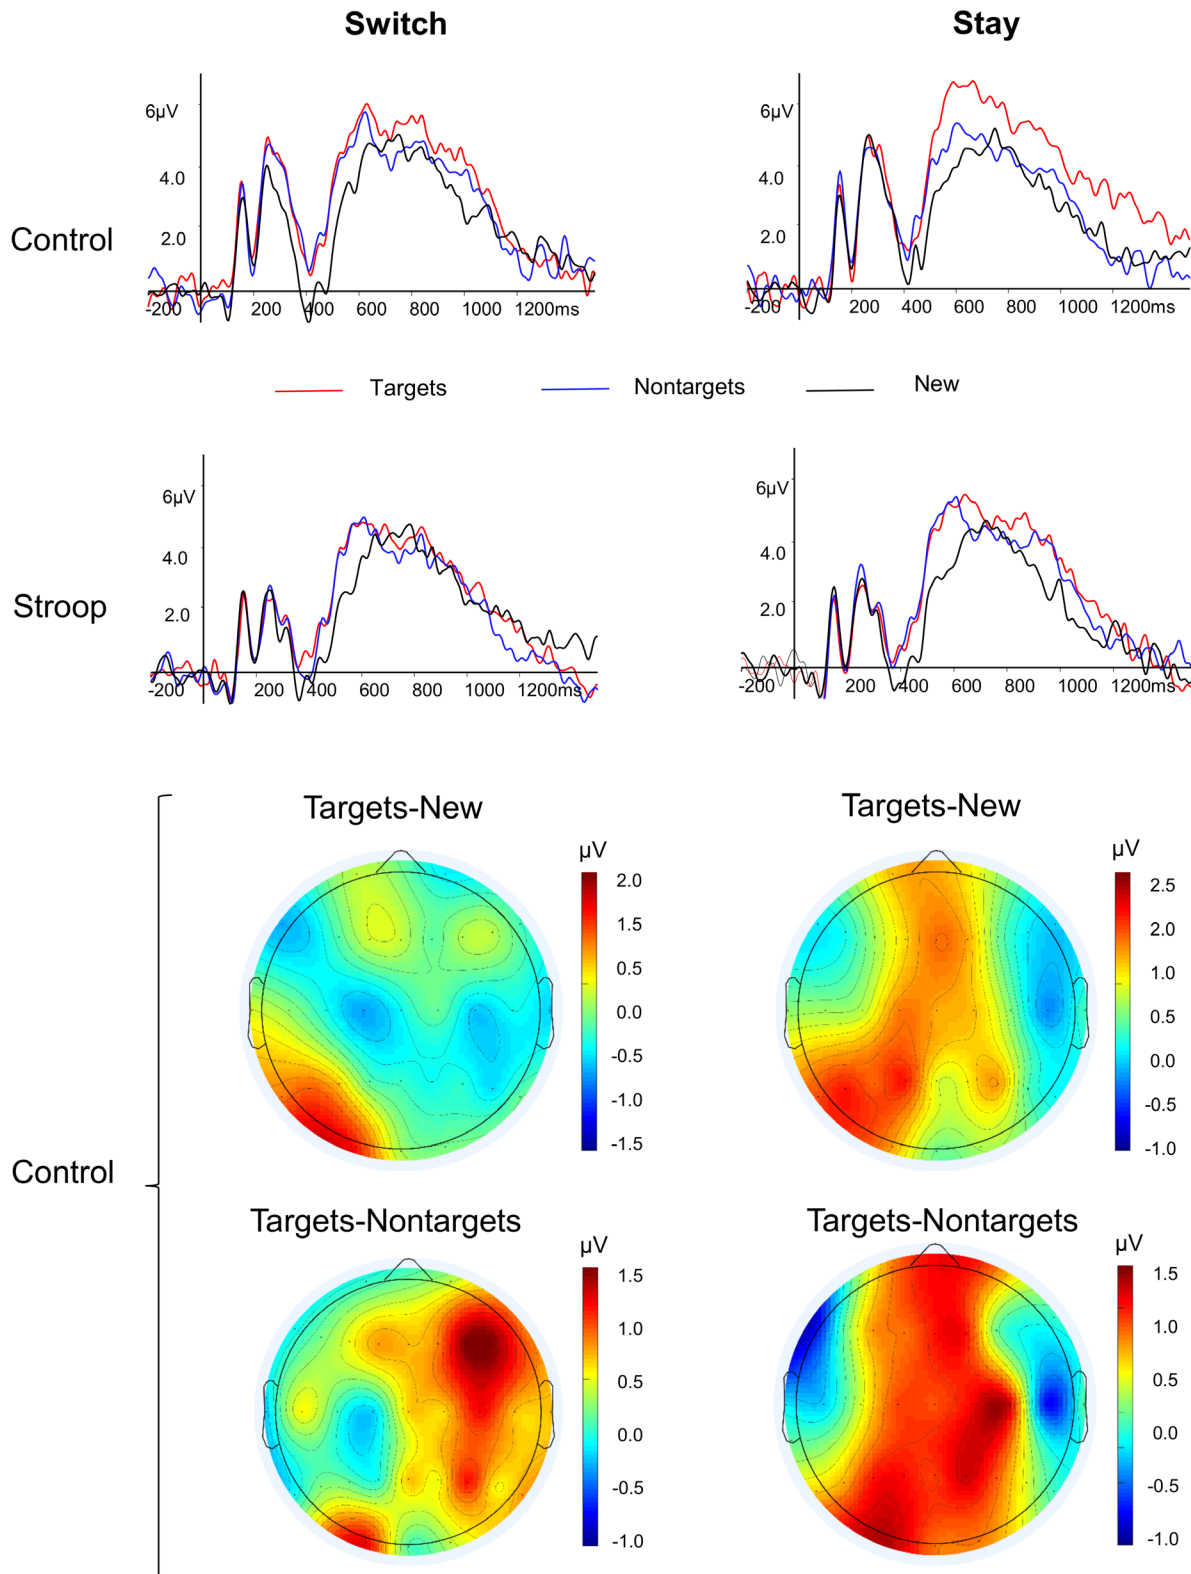 Switch Stay
6µV 6µV
4.0 4.0
Control
2.0 2.0
-200 200 400 600 800 1000 1200ms -200 200 400 600 800 1000 1200ms
Targets Nontargets New
6µV 6µV
4.0 4.0
Stroop
2.0 2.0
-200 200 400 600 800 1000 1200ms -200 200 400 600 800 1000 1200ms
Targets-New Targets-New
µV µV
2.0 2.5
1.5 2.0
0.5 1.0
0.0 0.5
-0.5 0.0
-1.0 -0.5
-1.5 -1.0
Control
Targets-Nontargets Targets-Nontargets
µV µV
1.5 1.5
1.0 1.0
0.5 0.5
0.0 0.0
-0.5 -0.5
-1.0 -1.0